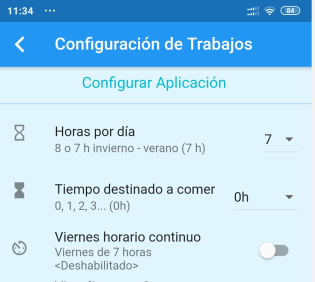 11:34 ...
84
Configuración de Trabajos
Configurar Aplicación
Horas por día
8 o 7 h invierno - verano (7 h)
7
Tiempo destinado a comer
0, 1, 2, 3... (0h)
0h
Viernes horario continuo
Viernes de 7 horas
<Deshabilitado>